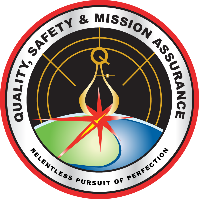 QUALITY, SAFETY & MISSION ASSURANCE
Q
RELENTLESS PURSUIT OF PERFECTION